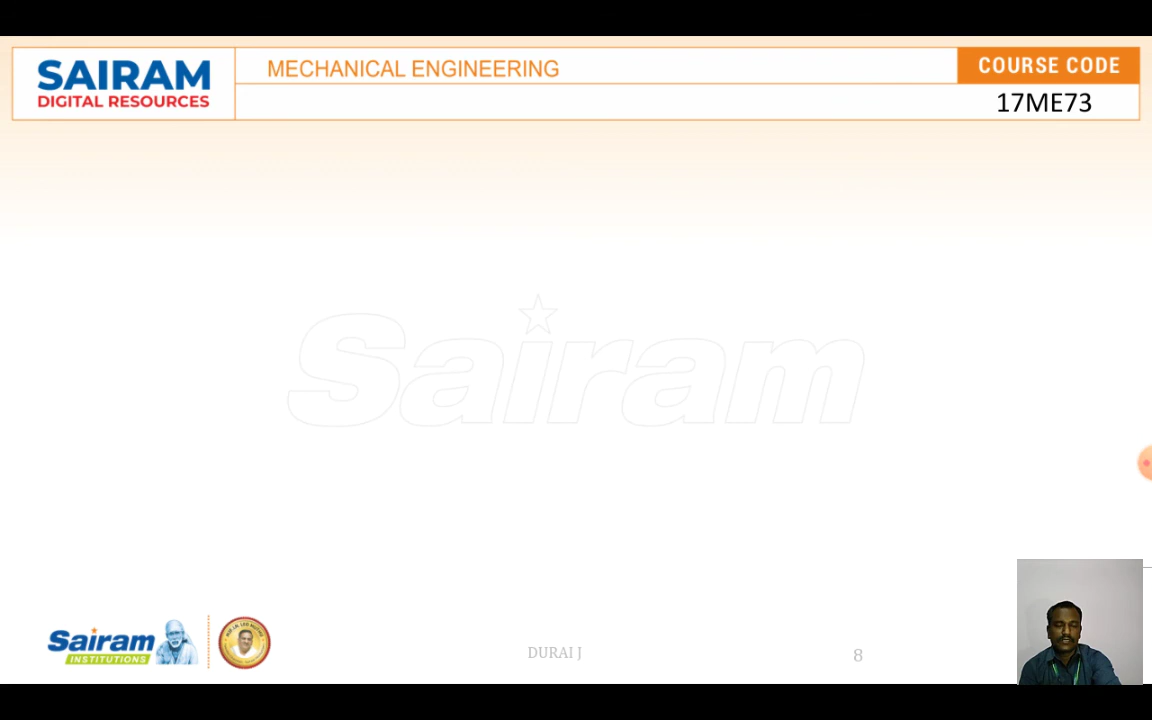 SAIRAM
DIGITAL RESOURCES
MECHANICAL ENGINEERING
COURSE CODE
17ME73
Sairam
Sairam
INSTITUTIONS
DURAI J
8